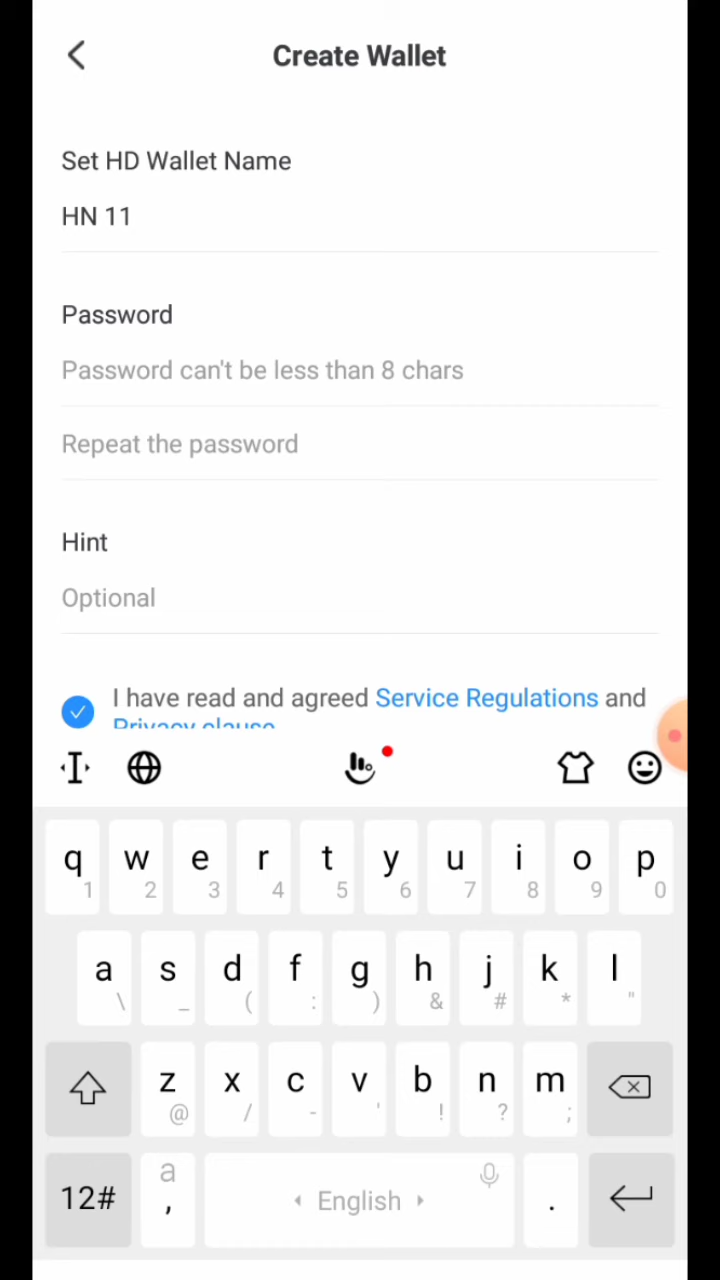 Create Wallet
Set HD Wallet Name
HN 11
Password
Password can't be less than 8 chars
Repeat the password
Hint
Optional
I have read and agreed Service Regulations and
Privacy clause
q w e r t y u i o p
1 2 3 4 5 6 7 8 9 0
a s d f g h j k l
\ _ ( : ) & # * "
z x c v b n m
@ / - ' ! ? ;
12# a , English .